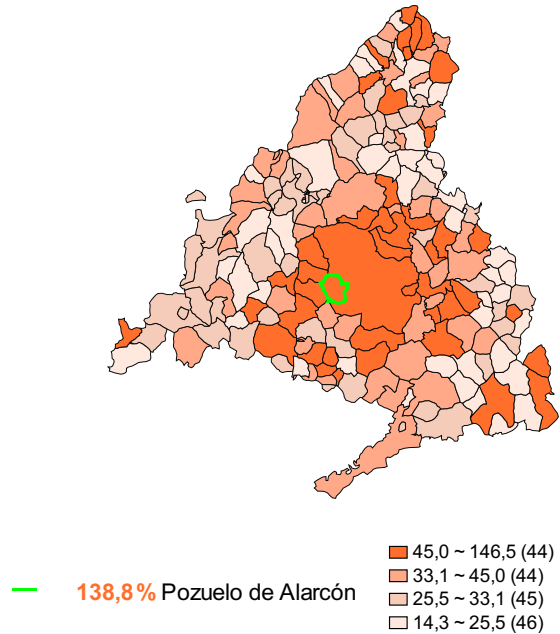 45,0 ~ 146,5 (44)
33,1 ~ 45,0 (44)
25,5 ~ 33,1 (45)
14,3 ~ 25,5 (46)
138,8 % Pozuelo de Alarcón